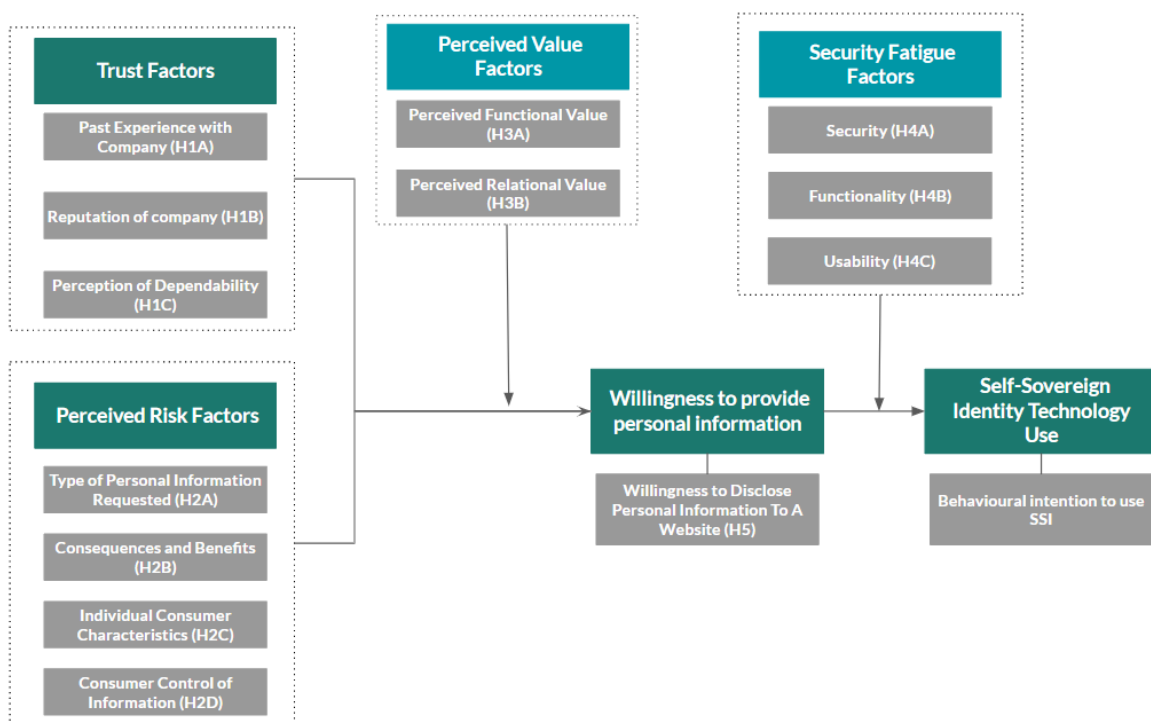 Trust Factors
Past Experience with
Company (H1A)
Reputation of company (H1B)
Perception of Dependability
(H1C)
Perceived Risk Factors
Type of Personal Information
Requested (H2A)
Consequences and Benefits
(H2B)
Individual Consumer
Characteristics (H2C)
Consumer Control of
Information (H2D)
Perceived Value
Factors
Perceived Functional Value
(H3A)
Perceived Relational Value
(H3B)
Security Fatigue
Factors
Security (H4A)
Functionality (H4B)
Usability (H4C)
Willingness to provide
personal information
Willingness to Disclose
Personal Information To A
Website (H5)
Self-Sovereign
Identity Technology
Use
Behavioural intention to use
SSI